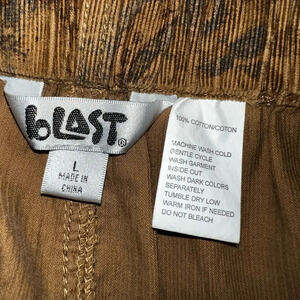 bLAST®
L
MADE IN
CHINA
100% COTTON/COTON
MACHINE WASH COLD
GENTLE CYCLE
WASH GARMENT
INSIDE OUT
WASH DARK COLORS
SEPARATELY
TUMBLE DRY LOW
WARM IRON IF NEEDED
DO NOT BLEACH